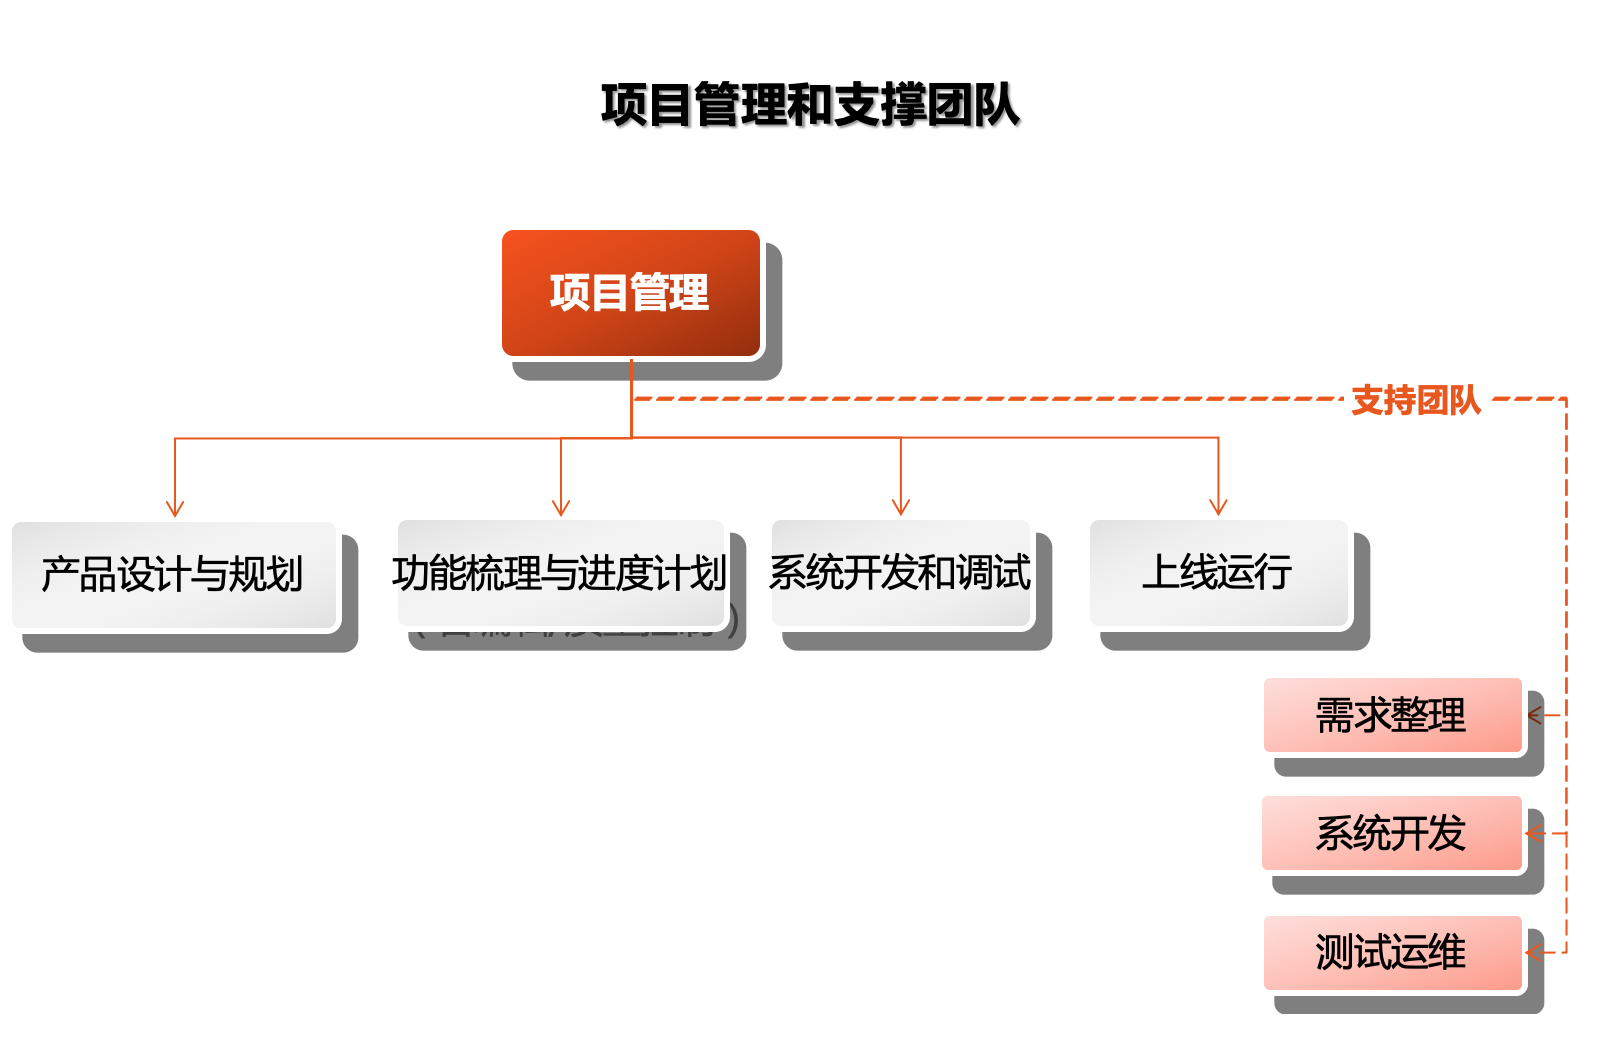 项目管理和支撑团队
项目管理
支持团队
产品设计与规划
功能梳理与进度计划
系统开发和调试
上线运行
需求整理
系统开发
测试运维